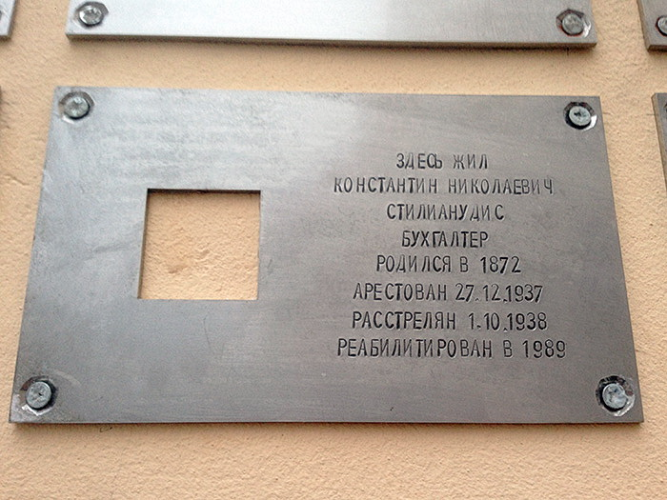 ЗДЕСЬ ЖИЛ
КОНСТАНТИН НИКОЛАЕВИЧ
СТИЛИАНУДИС
БУХГАЛТЕР
РОДИЛСЯ В 1872
АРЕСТОВАН 27.12.1937
РАССТРЕЛЯН 1.10.1938
РЕАБИЛИТИРОВАН В 1989